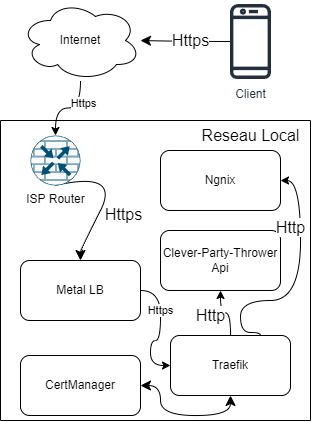 Internet
Https
Client
Https
Reseau Local
ISP Router
Ngnix
Https
Http
Clever-Party-Thrower
Api
Metal LB
Https
Http
Traefik
CertManager